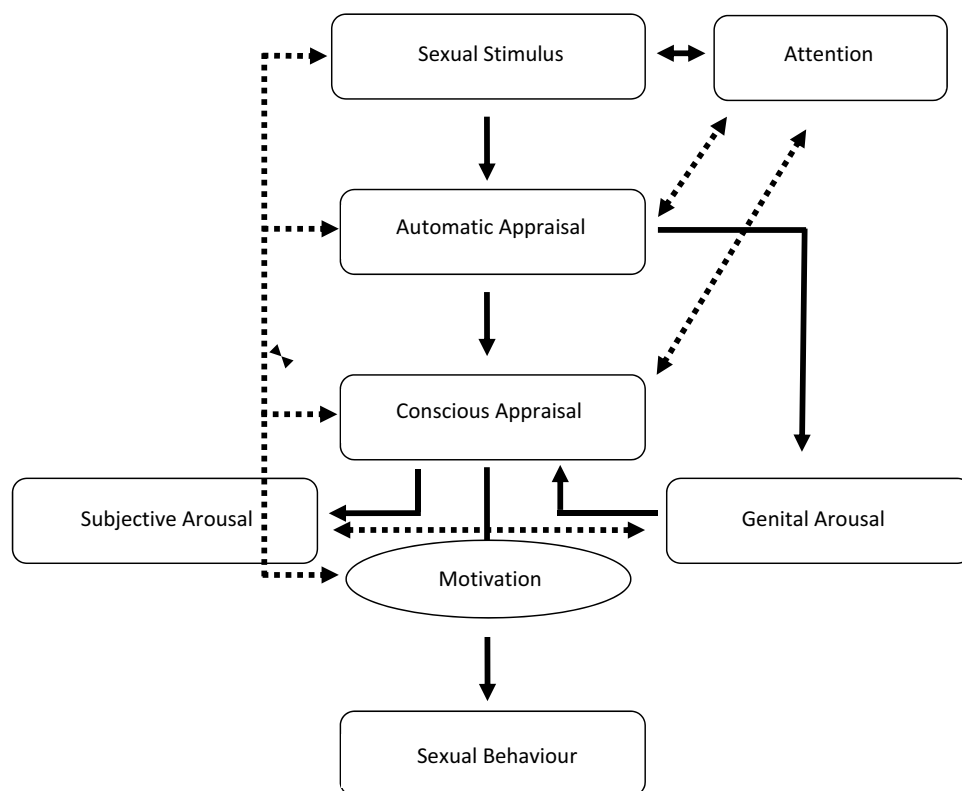 Sexual Stimulus
Attention
Automatic Appraisal
Conscious Appraisal
Subjective Arousal
Genital Arousal
Motivation
Sexual Behaviour